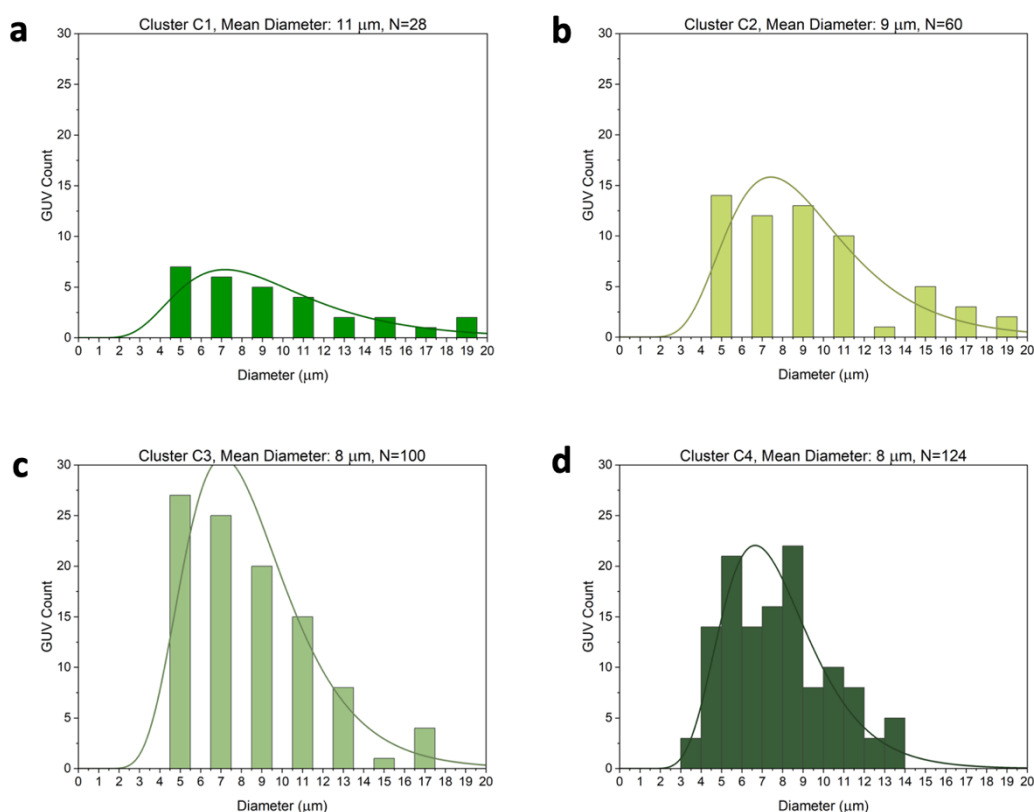 a
Cluster C1, Mean Diameter: 11 μm, N=28
30
25
20
15
10
5
0
GUV Count
0 1 2 3 4 5 6 7 8 9 10 11 12 13 14 15 16 17 18 19 20
Diameter (μm)
b
Cluster C2, Mean Diameter: 9 μm, N=60
30
25
20
15
10
5
0
GUV Count
0 1 2 3 4 5 6 7 8 9 10 11 12 13 14 15 16 17 18 19 20
Diameter (μm)
c
Cluster C3, Mean Diameter: 8 μm, N=100
30
25
20
15
10
5
0
GUV Count
0 1 2 3 4 5 6 7 8 9 10 11 12 13 14 15 16 17 18 19 20
Diameter (μm)
d
Cluster C4, Mean Diameter: 8 μm, N=124
30
25
20
15
10
5
0
GUV Count
0 1 2 3 4 5 6 7 8 9 10 11 12 13 14 15 16 17 18 19 20
Diameter (μm)